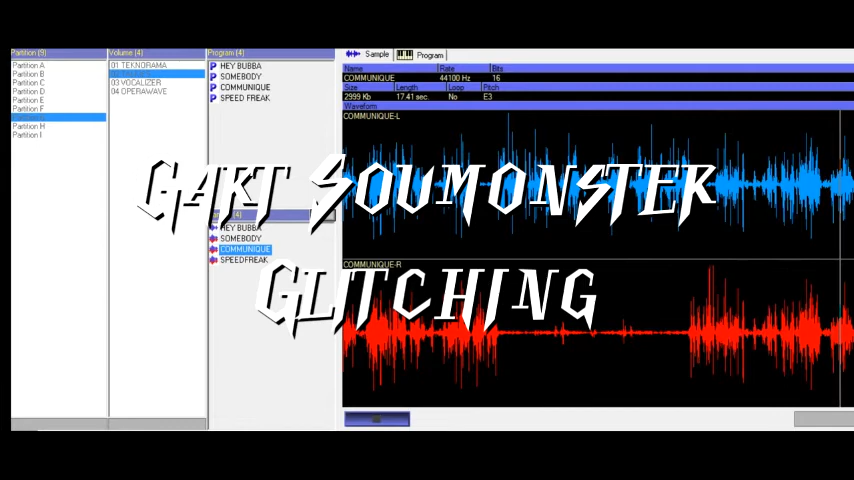 Partition [9]
Volume [4]
Program [4]
Partition A
Partition B
Partition C
Partition D
Partition E
Partition F
Partition H
Partition I
01 TEKNORAMA
03 VOCALIZER
04 OPERAWAVE
P HEY BUBBA
P SOMEBODY
P COMMUNIQUE
P SPEED FREAK
HEY BUBBA
SOMEBODY
COMMUNIQUE
SPEEDFREAK
Sample
Program
Name Rate Bits
COMMUNIQUE 44100 Hz 16
Size Length Loop Pitch
2999 Kb 17.41 sec. No E3
Waveform
COMMUNIQUE-L
COMMUNIQUE-R
GAKT SOUMONSTER
GLITCHING